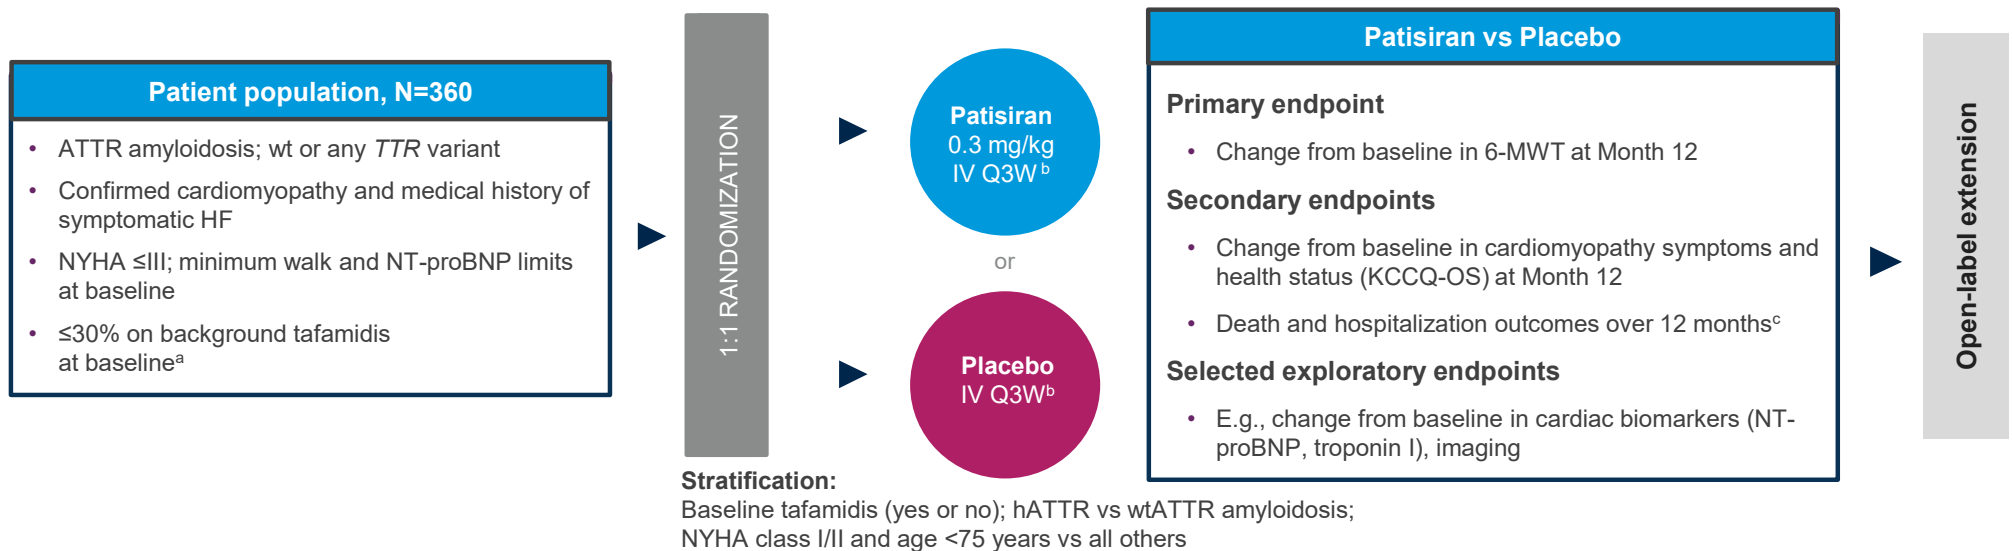 Patient population, N=360
• ATTR amyloidosis; wt or any TTR variant
• Confirmed cardiomyopathy and medical history of
symptomatic HF
• NYHA ≤III; minimum walk and NT-proBNP limits
at baseline
• ≤30% on background tafamidis
at baselineᵃ
1:1 RANDOMIZATION
Patisiran
0.3 mg/kg
IV Q3W ᵇ
or
Placebo
IV Q3Wᵇ
Stratification:
Baseline tafamidis (yes or no); hATTR vs wtATTR amyloidosis;
NYHA class I/II and age <75 years vs all others
Patisiran vs Placebo
Primary endpoint
• Change from baseline in 6-MWT at Month 12
Secondary endpoints
• Change from baseline in cardiomyopathy symptoms and
health status (KCCQ-OS) at Month 12
• Death and hospitalization outcomes over 12 monthsᶜ
Selected exploratory endpoints
• E.g., change from baseline in cardiac biomarkers (NT-
proBNP, troponin I), imaging
Open-label extension